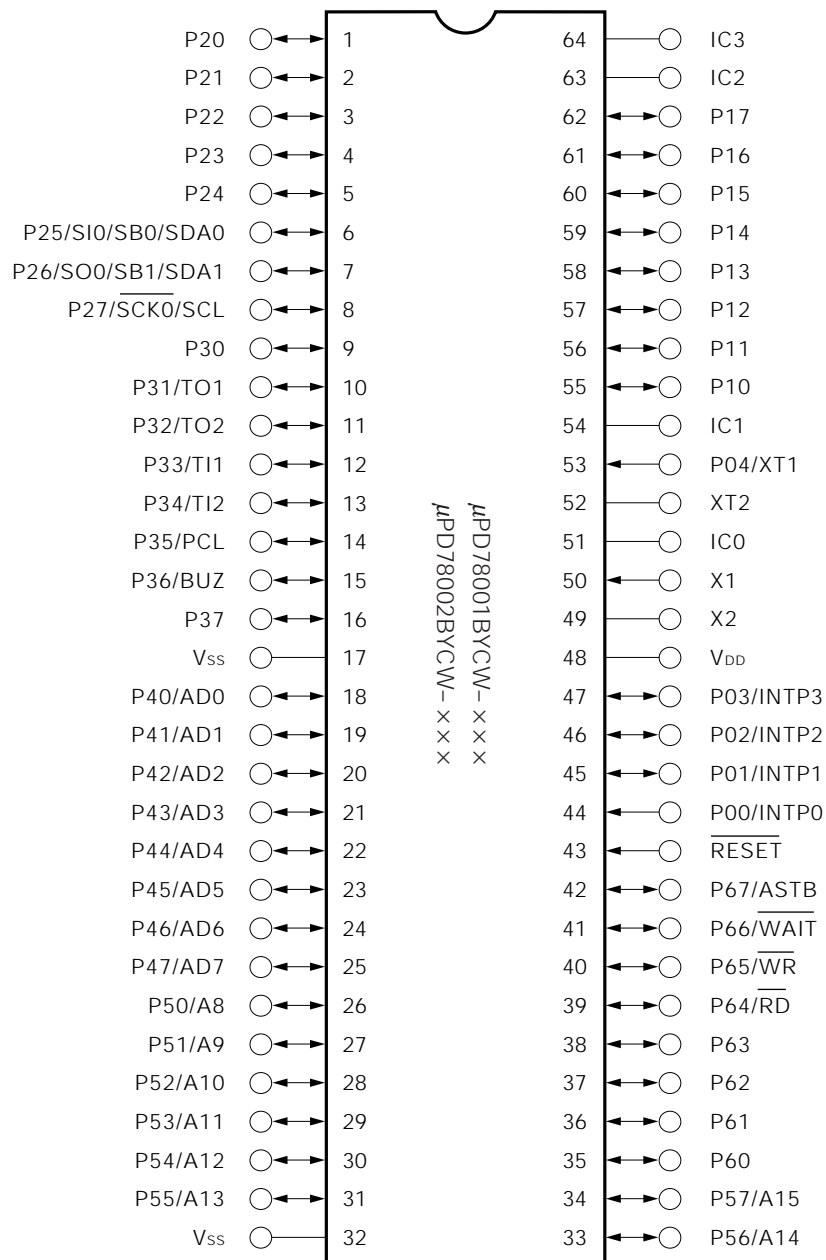 P20 1 64 IC3
P21 2 63 IC2
P22 3 62 P17
P23 4 61 P16
P24 5 60 P15
P25/SI0/SB0/SDA0 6 59 P14
P26/SO0/SB1/SDA1 7 58 P13
P27/S̅C̅K̅0̅/SCL 8 57 P12
P30 9 56 P11
P31/TO1 10 55 P10
P32/TO2 11 54 IC1
P33/TI1 12 53 P04/XT1
P34/TI2 13 52 XT2
P35/PCL 14 51 IC0
P36/BUZ 15 50 X1
P37 16 49 X2
VSS 17 48 VDD
P40/AD0 18 47 P03/INTP3
P41/AD1 19 46 P02/INTP2
P42/AD2 20 45 P01/INTP1
P43/AD3 21 44 P00/INTP0
P44/AD4 22 43 R̅E̅S̅E̅T̅
P45/AD5 23 42 P67/ASTB
P46/AD6 24 41 P66/W̅A̅I̅T̅
P47/AD7 25 40 P65/W̅R̅
P50/A8 26 39 P64/R̅D̅
P51/A9 27 38 P63
P52/A10 28 37 P62
P53/A11 29 36 P61
P54/A12 30 35 P60
P55/A13 31 34 P57/A15
VSS 32 33 P56/A14
µPD78001BYCW-×××
µPD78002BYCW-×××